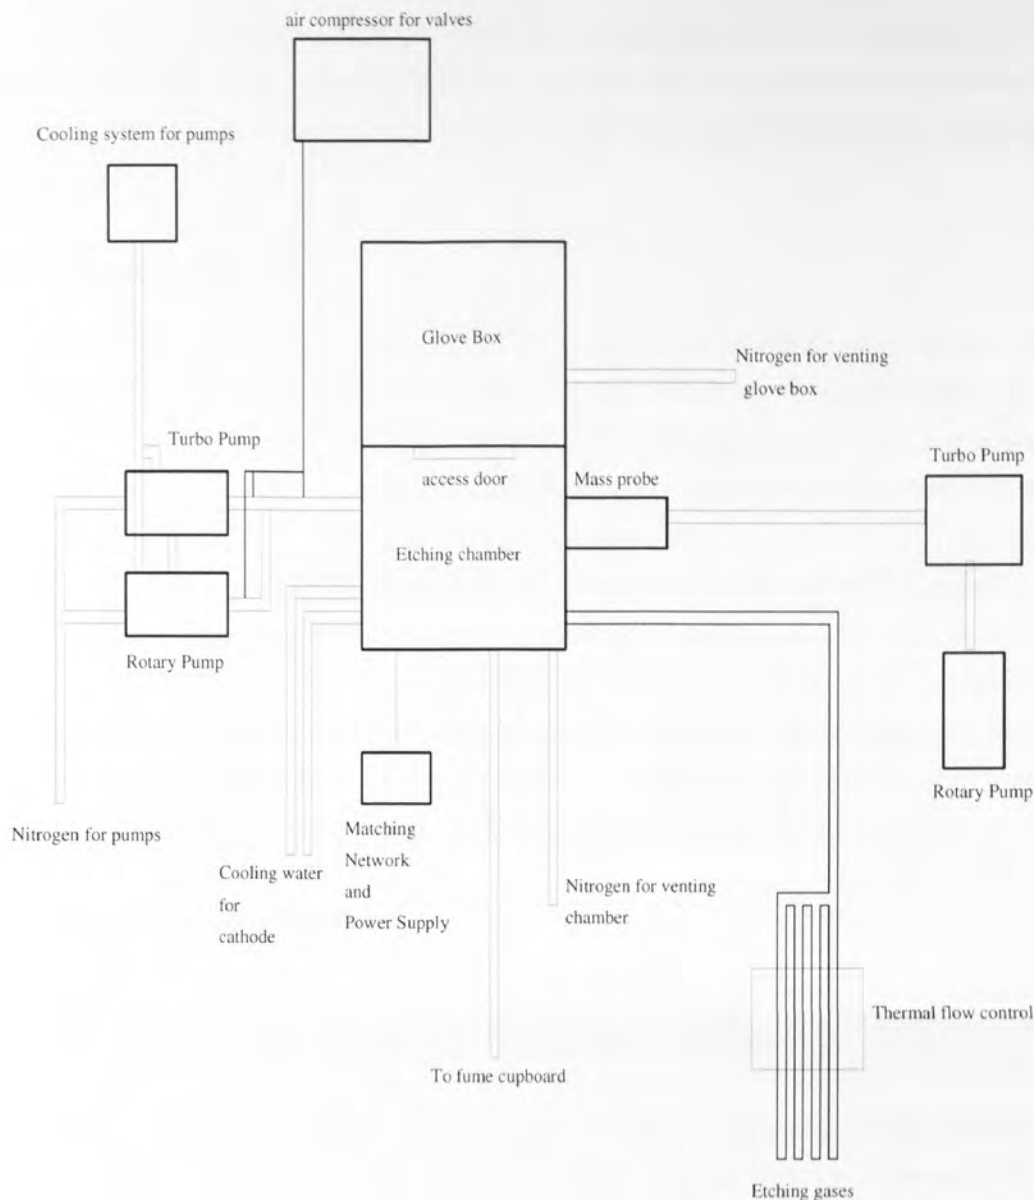 air compressor for valves
Cooling system for pumps
Glove Box
Nitrogen for venting
glove box
Turbo Pump
access door
Mass probe
Turbo Pump
Etching chamber
Rotary Pump
Rotary Pump
Nitrogen for pumps
Matching
Network
and
Power Supply
Cooling water
for
cathode
Nitrogen for venting
chamber
Thermal flow control
To fume cupboard
Etching gases